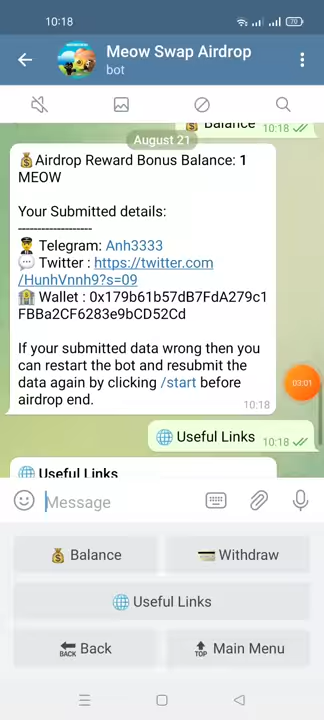 10:18
70
Meow Swap Airdrop
bot
💰 Balance 10:18
August 21
💰Airdrop Reward Bonus Balance: 1
MEOW
Your Submitted details:
-------------------
👨‍✈️ Telegram: Anh3333
💬 Twitter : https://twitter.com
/HunhVnnh9?s=09
🏦 Wallet : 0x179b61b57dB7FdA279c1
FBBa2CF6283e9bCD52Cd
If your submitted data wrong then you
can restart the bot and resubmit the
data again by clicking /start before
airdrop end.
10:18
03:01
🌐 Useful Links 10:18
🌐 Useful Links
Message
💰 Balance
💳 Withdraw
🌐 Useful Links
🔙 Back
🔝 Main Menu